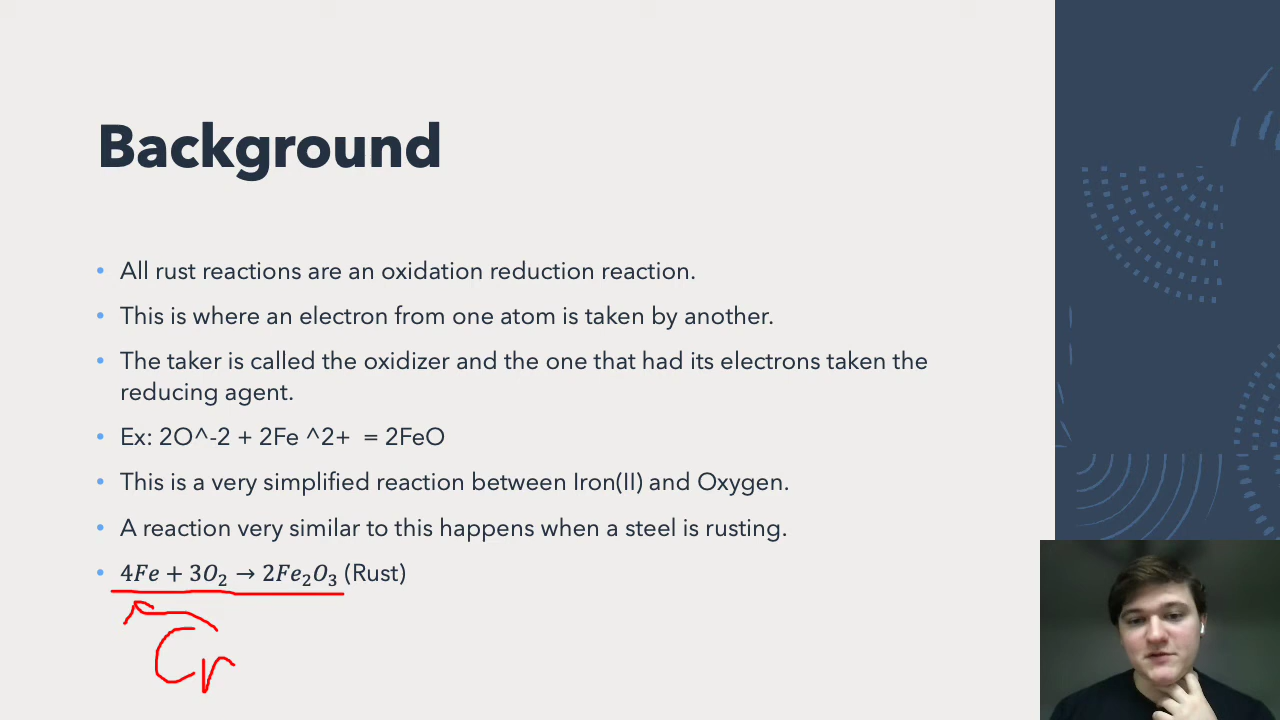 Background
• All rust reactions are an oxidation reduction reaction.
• This is where an electron from one atom is taken by another.
• The taker is called the oxidizer and the one that had its electrons taken the
reducing agent.
• Ex: 2O^-2 + 2Fe ^2+  = 2FeO
• This is a very simplified reaction between Iron(II) and Oxygen.
• A reaction very similar to this happens when a steel is rusting.
• 4Fe + 3O₂ → 2Fe₂O₃ (Rust)
Cr